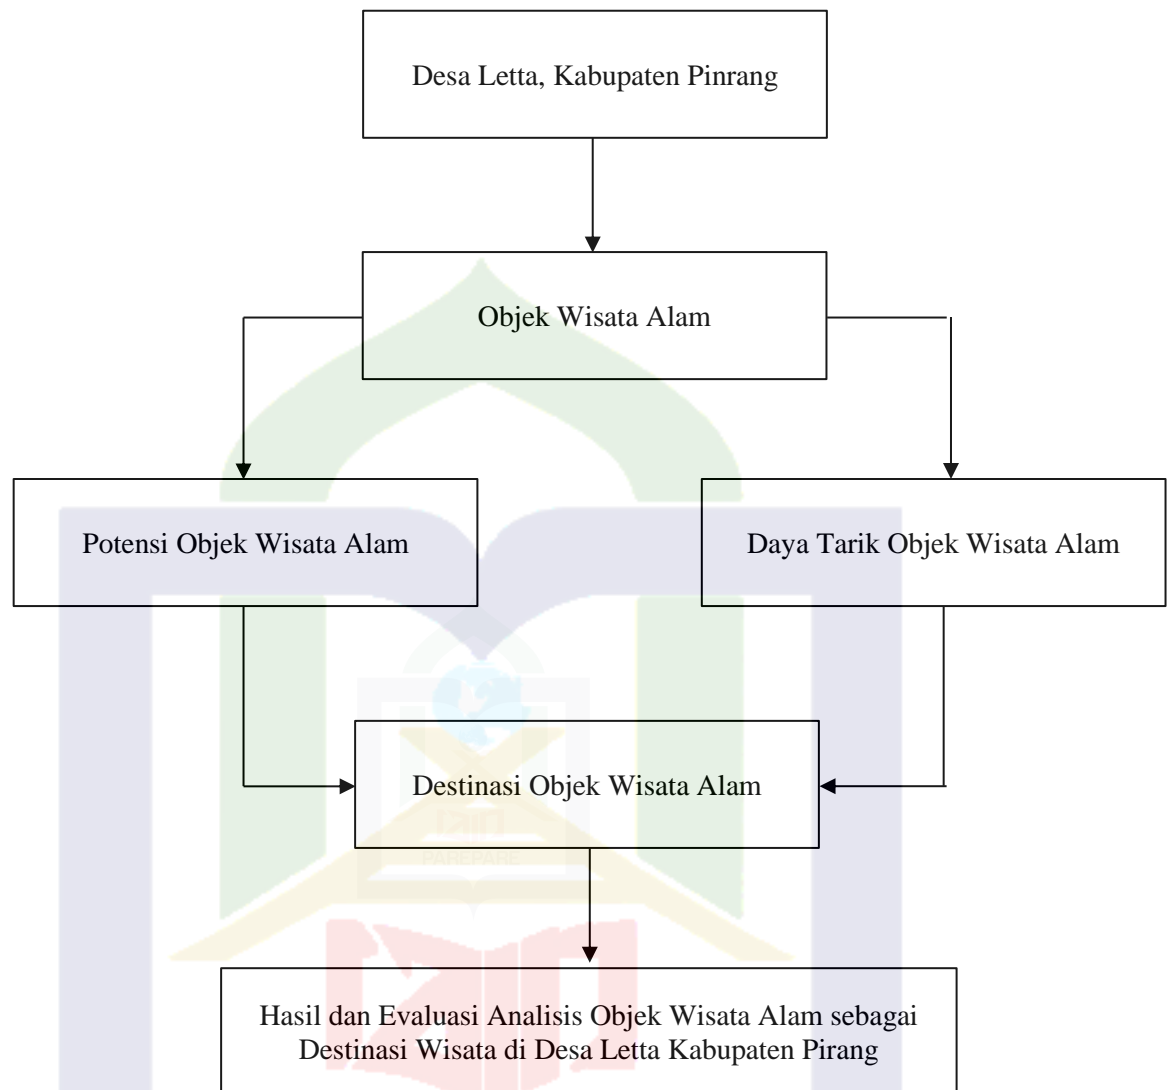 Desa Letta, Kabupaten Pinrang
Objek Wisata Alam
Potensi Objek Wisata Alam
Daya Tarik Objek Wisata Alam
Destinasi Objek Wisata Alam
PAREPARE
Hasil dan Evaluasi Analisis Objek Wisata Alam sebagai
Destinasi Wisata di Desa Letta Kabupaten Pirang